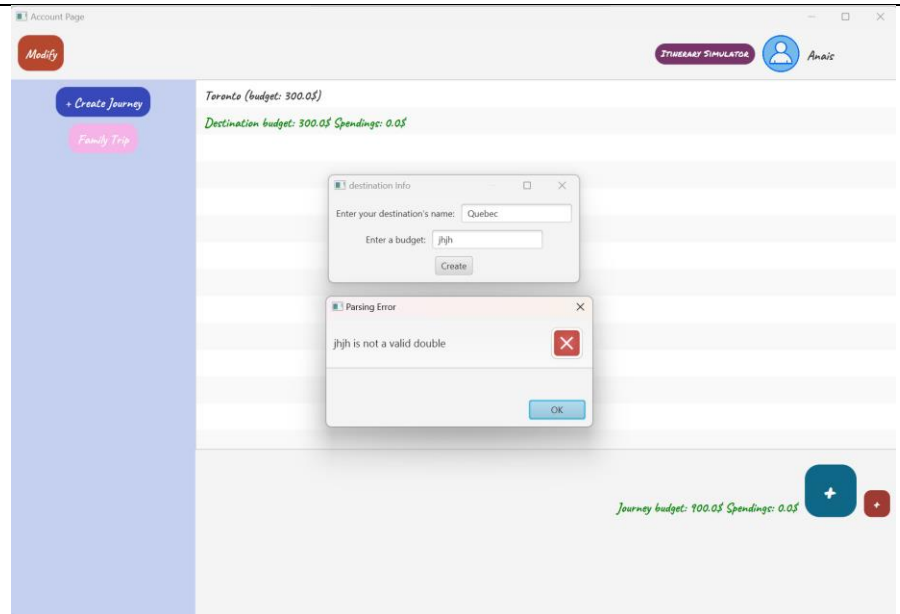 Account Page
Modify
ITINERARY SIMULATOR
Anais
+ Create Journey
Family Trip
Toronto (budget: 300.0$)
Destination budget: 300.0$ Spendings: 0.0$
destination Info
Enter your destination's name: Quebec
Enter a budget: jhjh
Create
Parsing Error
jhjh is not a valid double
OK
Journey budget: 900.0$ Spendings: 0.0$
+
+